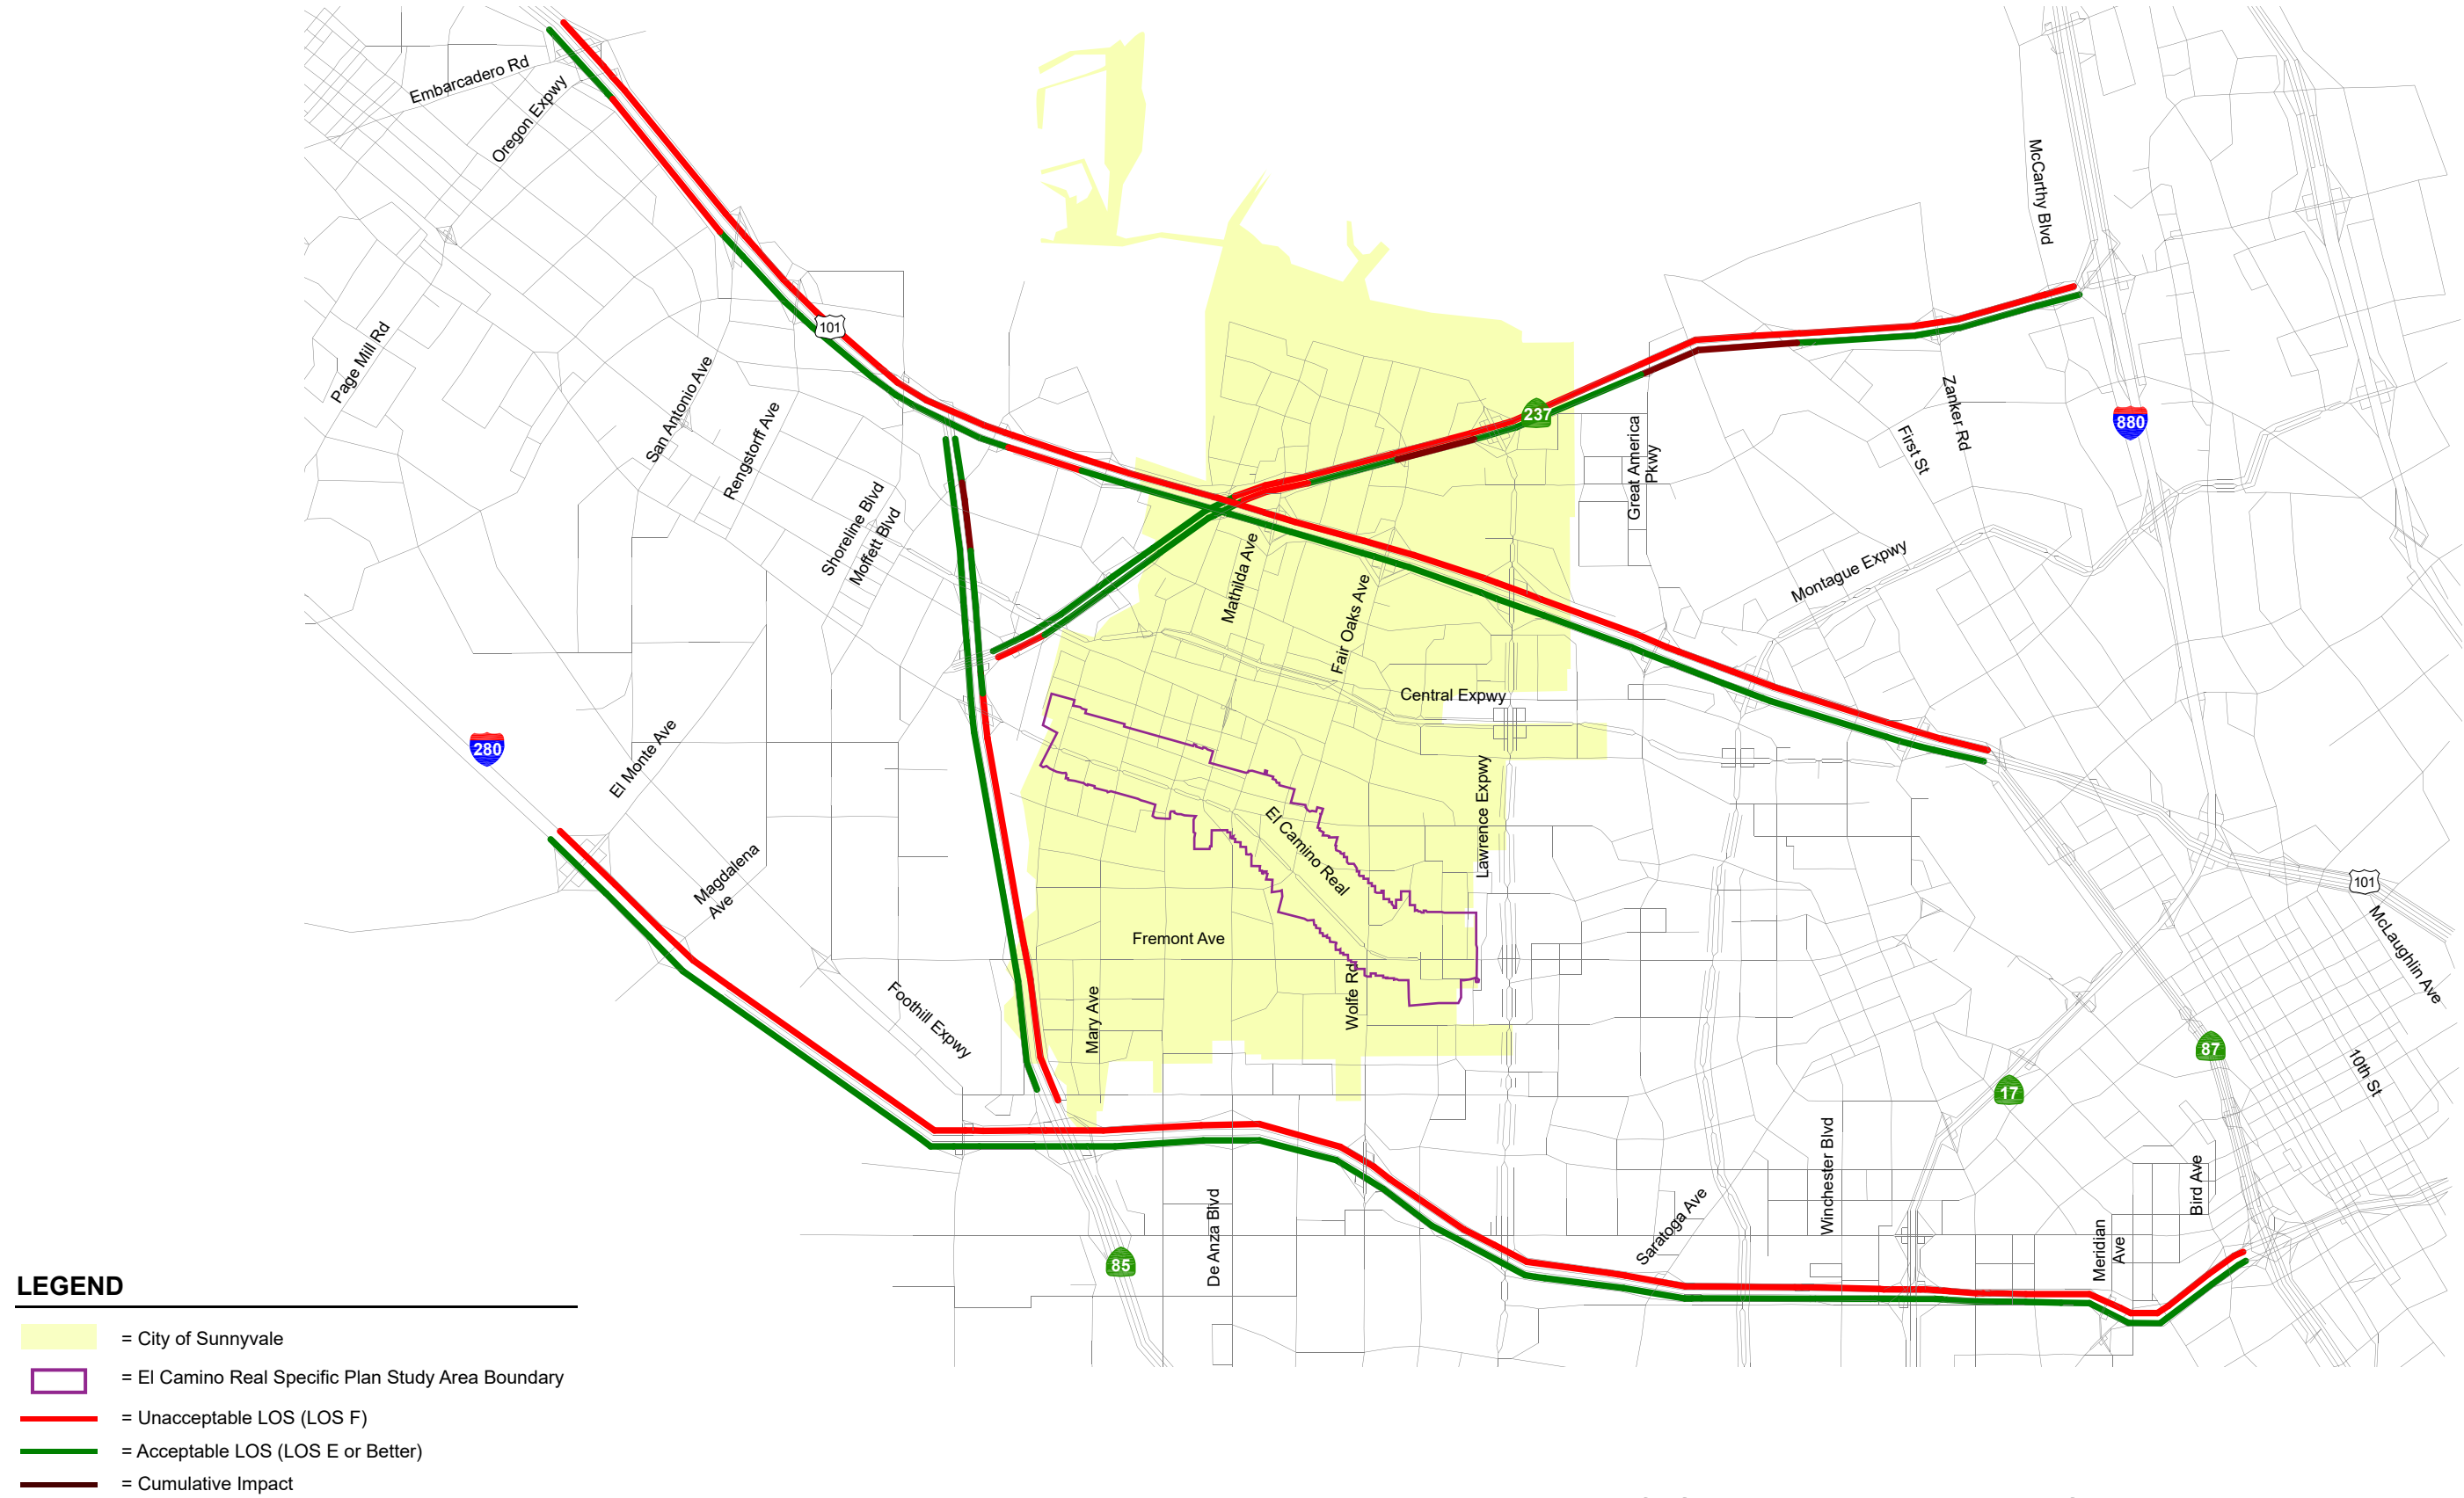 Embarcadero Rd
Oregon Expwy
McCarthy Blvd
101
Page Mill Rd
San Antonio Ave
Rengstorff Ave
237
Great America
Pkwy
First St
Zanker Rd
880
Shoreline Blvd
Moffett Blvd
Mathilda Ave
Fair Oaks Ave
Montague Expwy
Central Expwy
280
El Monte Ave
Lawrence Expwy
El Camino Real
Magdalena
Ave
101
McLaughlin Ave
Fremont Ave
Foothill Expwy
Mary Ave
Wolfe Rd
87
17
10th St
Winchester Blvd
Bird Ave
De Anza Blvd
Saratoga Ave
Meridian
Ave
85
LEGEND
= City of Sunnyvale
= El Camino Real Specific Plan Study Area Boundary
= Unacceptable LOS (LOS F)
= Acceptable LOS (LOS E or Better)
= Cumulative Impact